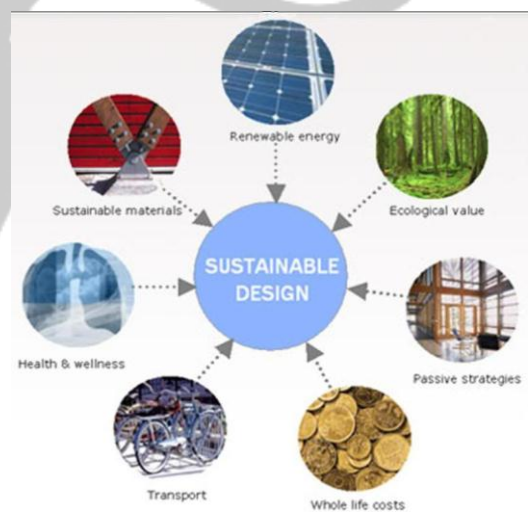 Renewable energy
Sustainable materials
Ecological value
SUSTAINABLE
DESIGN
Health & wellness
Passive strategies
Transport
Whole life costs